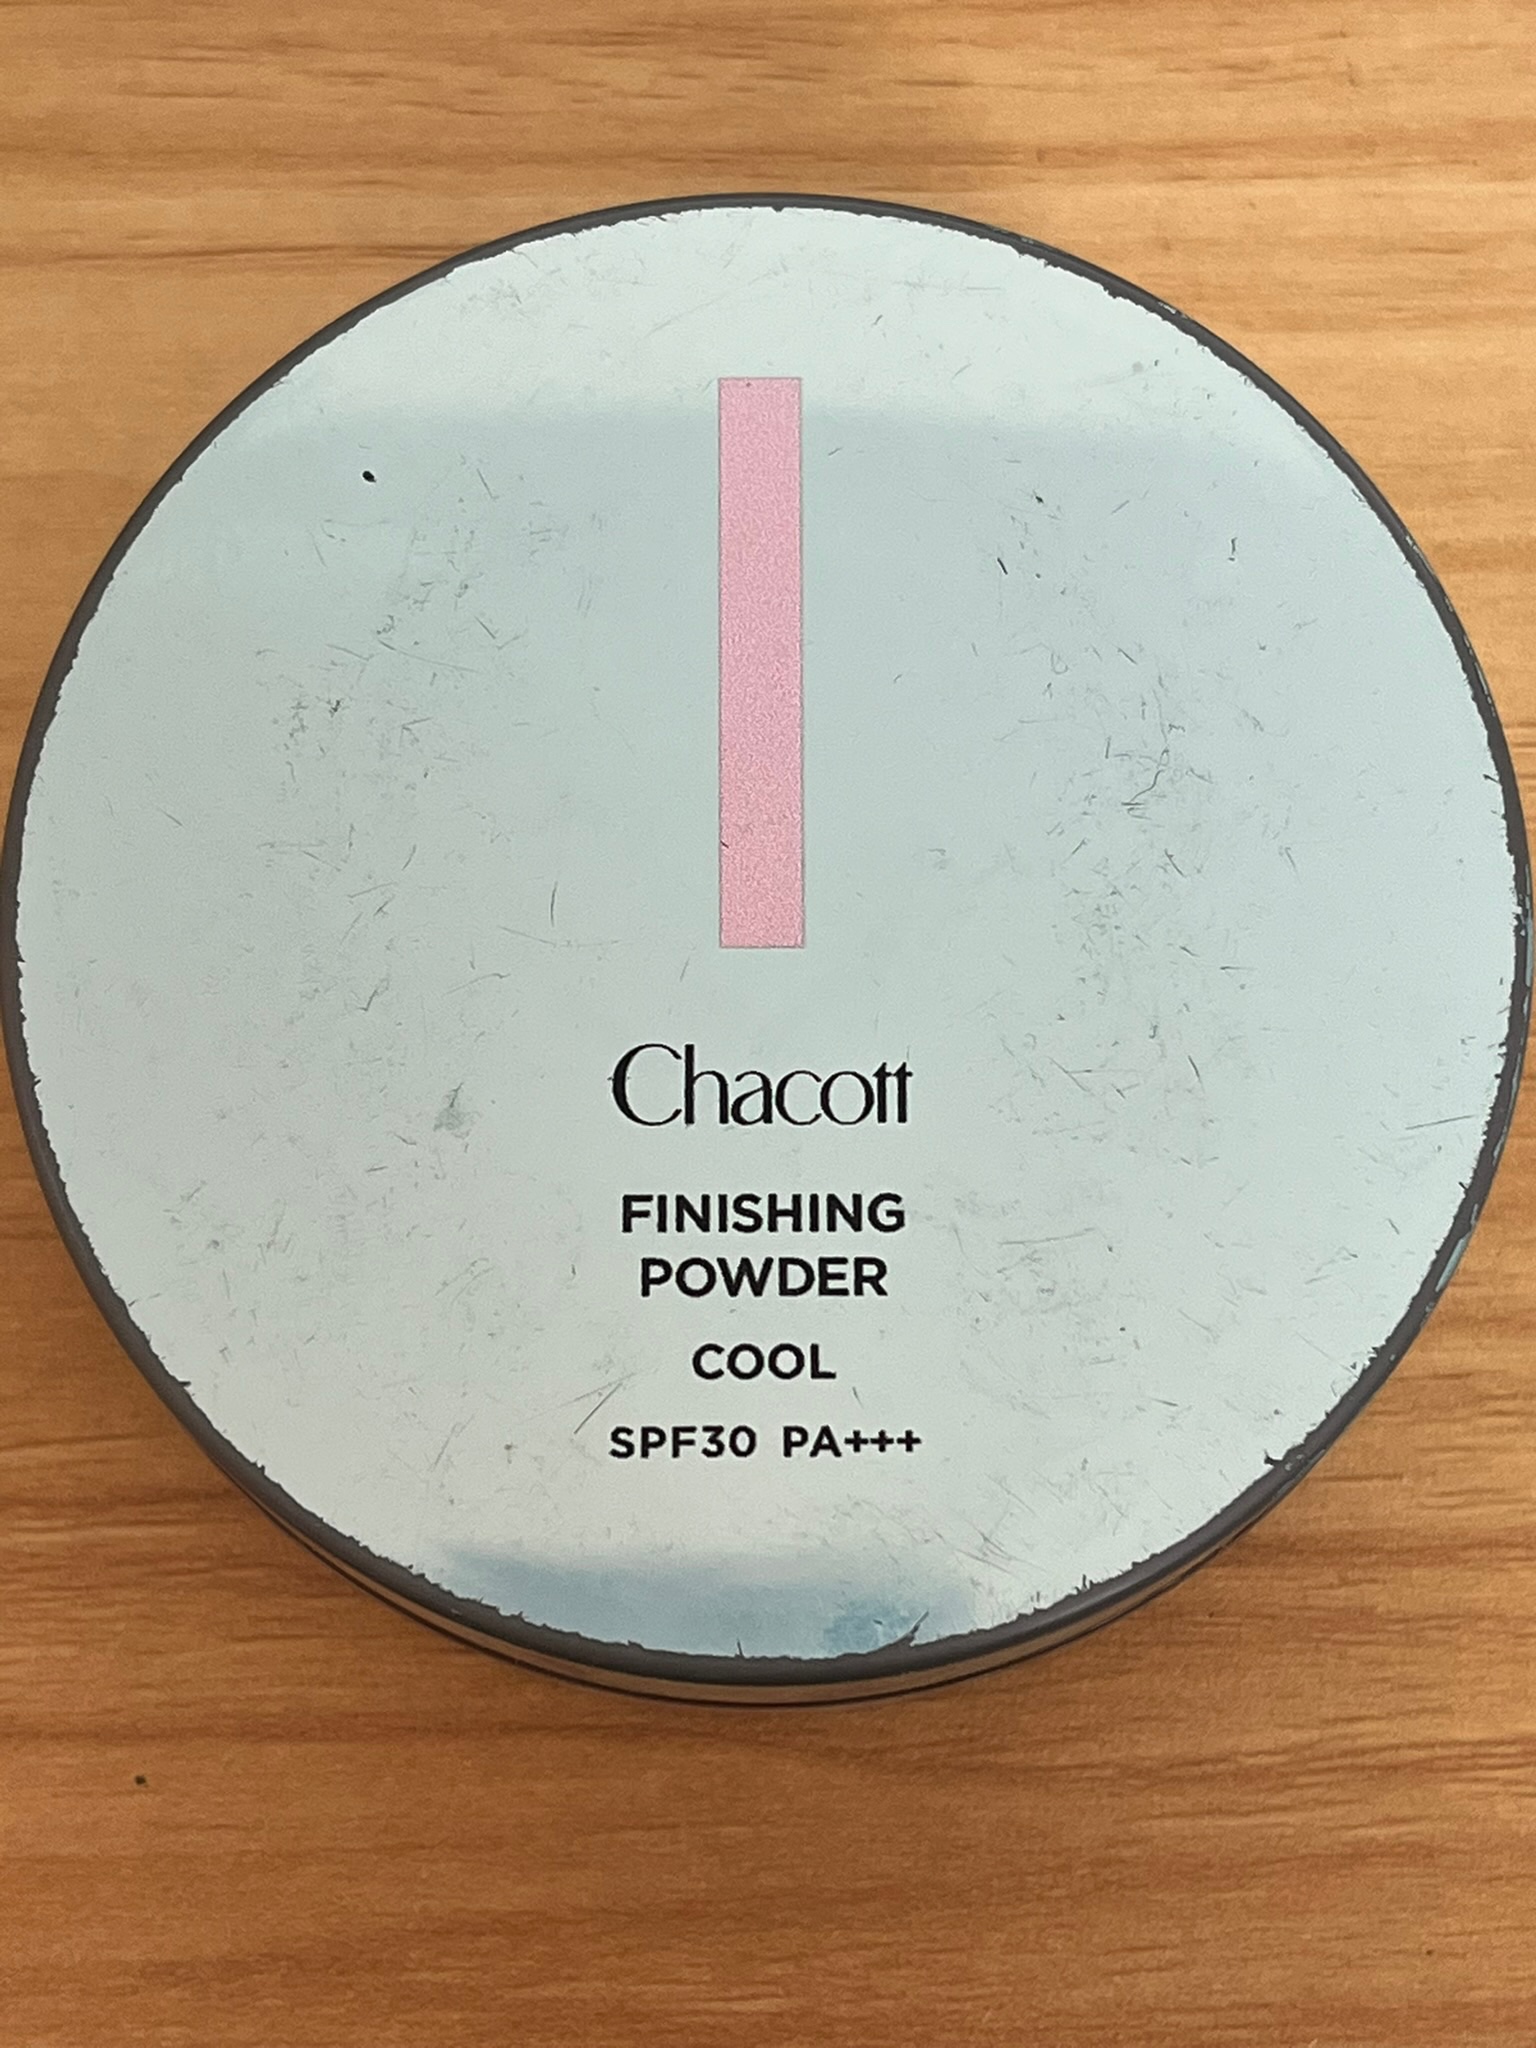 Chacott
FINISHING
POWDER
COOL
SPF30 PA+++